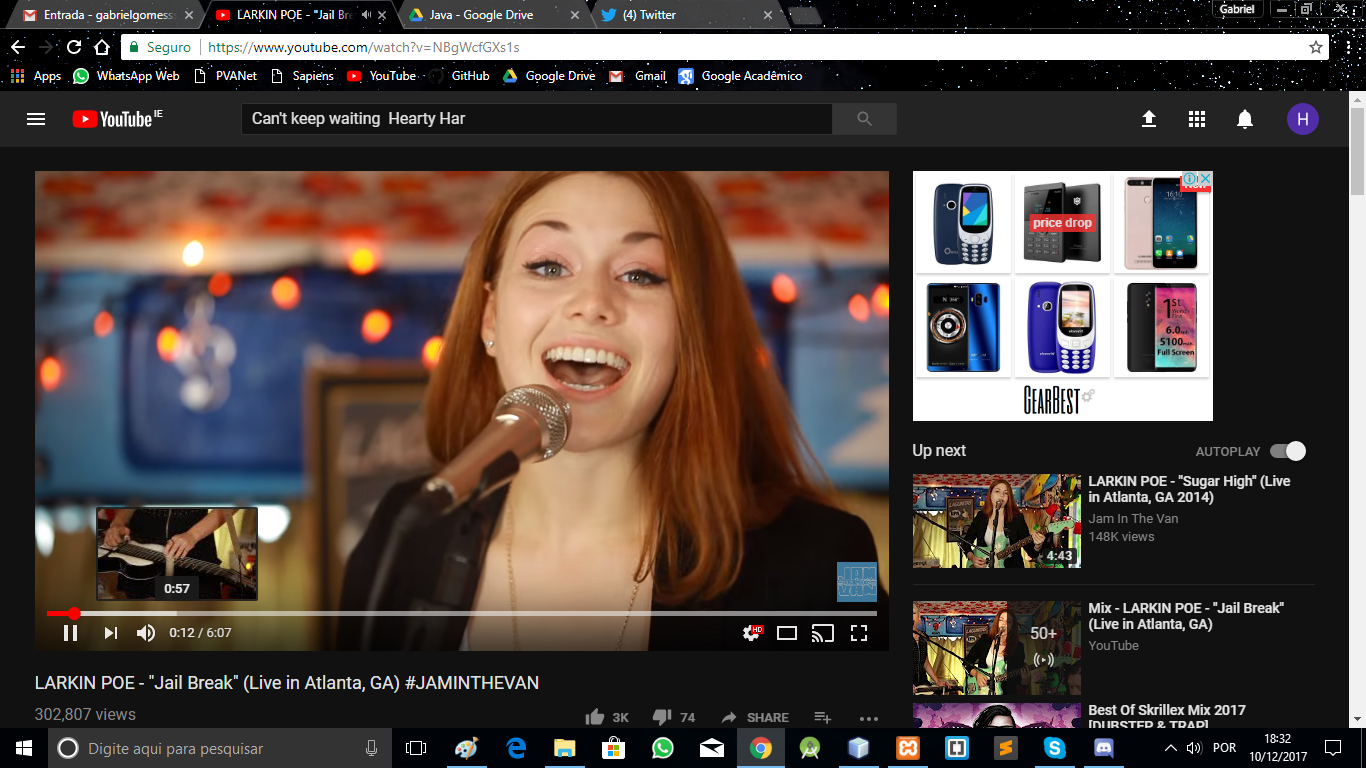 Entrada - gabrielgomess
LARKIN POE - "Jail Br
Java - Google Drive
(4) Twitter
Gabriel
Seguro
https://www.youtube.com/watch?v=NBgWcfGXs1s
Apps
WhatsApp Web
PVANet
Sapiens
YouTube
GitHub
Google Drive
Gmail
Google Acadêmico
YouTube IE
Can't keep waiting Hearty Har
H
price drop
16:10
1st
6.0
5100
Full Screen
GEARBEST
Up next
AUTOPLAY
LARKIN POE - "Sugar High" (Live
in Atlanta, GA 2014)
Jam In The Van
148K views
4:43
Mix - LARKIN POE - "Jail Break"
(Live in Atlanta, GA)
YouTube
50+
Best Of Skrillex Mix 2017
[DUBSTEP & TRAP]
0:57
JAM
VAN
0:12 / 6:07
HD
LARKIN POE - "Jail Break" (Live in Atlanta, GA) #JAMINTHEVAN
302,807 views
3K
74
SHARE
Digite aqui para pesquisar
POR
18:32
10/12/2017